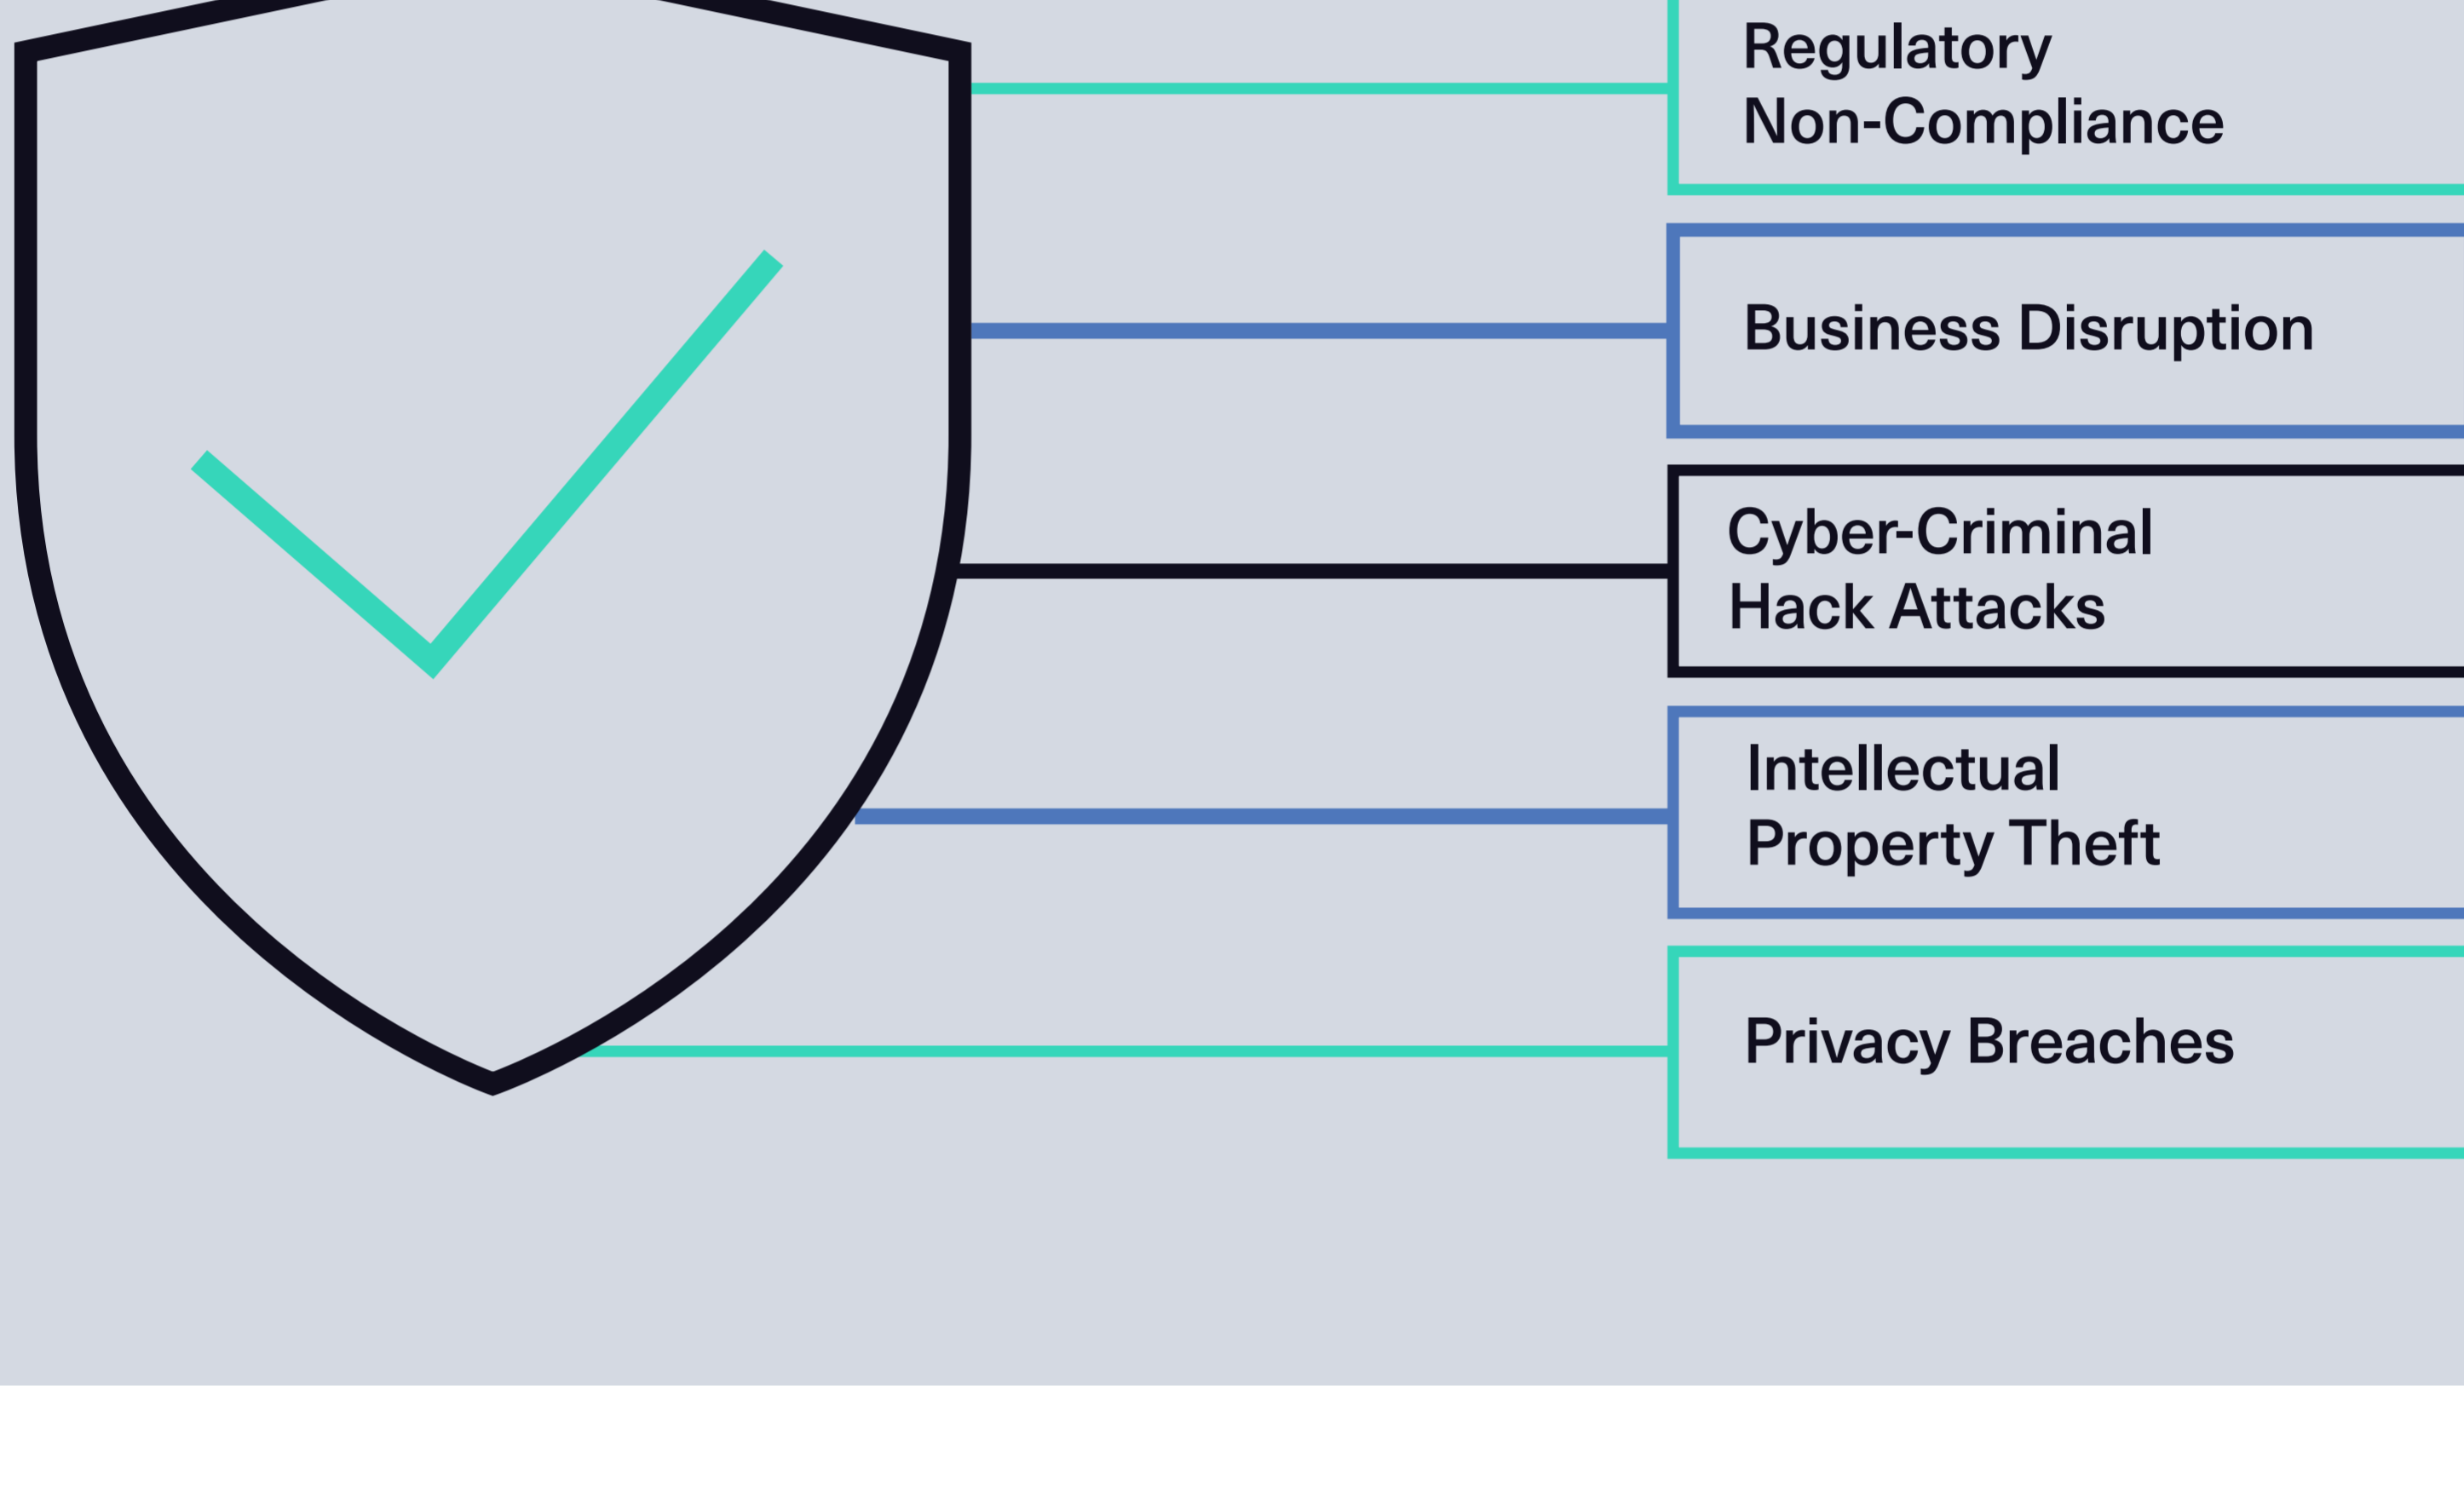 Regulatory
Non-Compliance
Business Disruption
Cyber-Criminal
Hack Attacks
Intellectual
Property Theft
Privacy Breaches